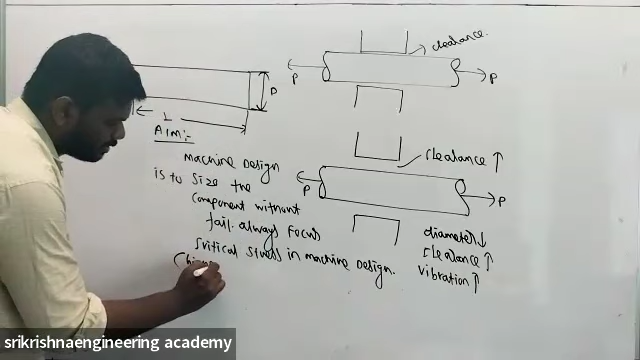 clearance.
P
P
D
L
AIM:-
machine Design
is to size the
component without
fail. always focus
critical stress in machine design.
clearance ↑
P
P
diameter ↓
clearance ↑
vibration ↑
srikrishnaengineering academy